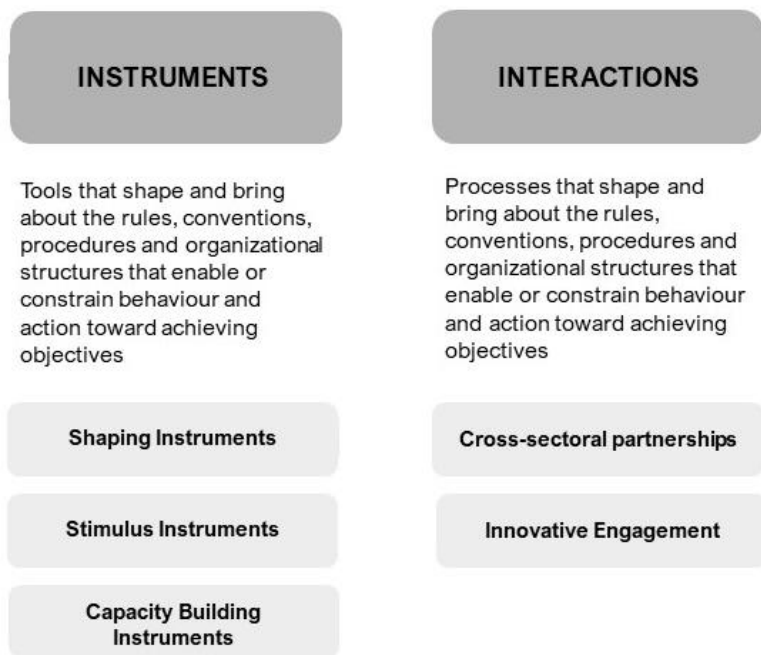 INSTRUMENTS
Tools that shape and bring
about the rules, conventions,
procedures and organizational
structures that enable or
constrain behaviour and
action toward achieving
objectives
Shaping Instruments
Stimulus Instruments
Capacity Building
Instruments
INTERACTIONS
Processes that shape and
bring about the rules,
conventions, procedures and
organizational structures that
enable or constrain behaviour
and action toward achieving
objectives
Cross-sectoral partnerships
Innovative Engagement